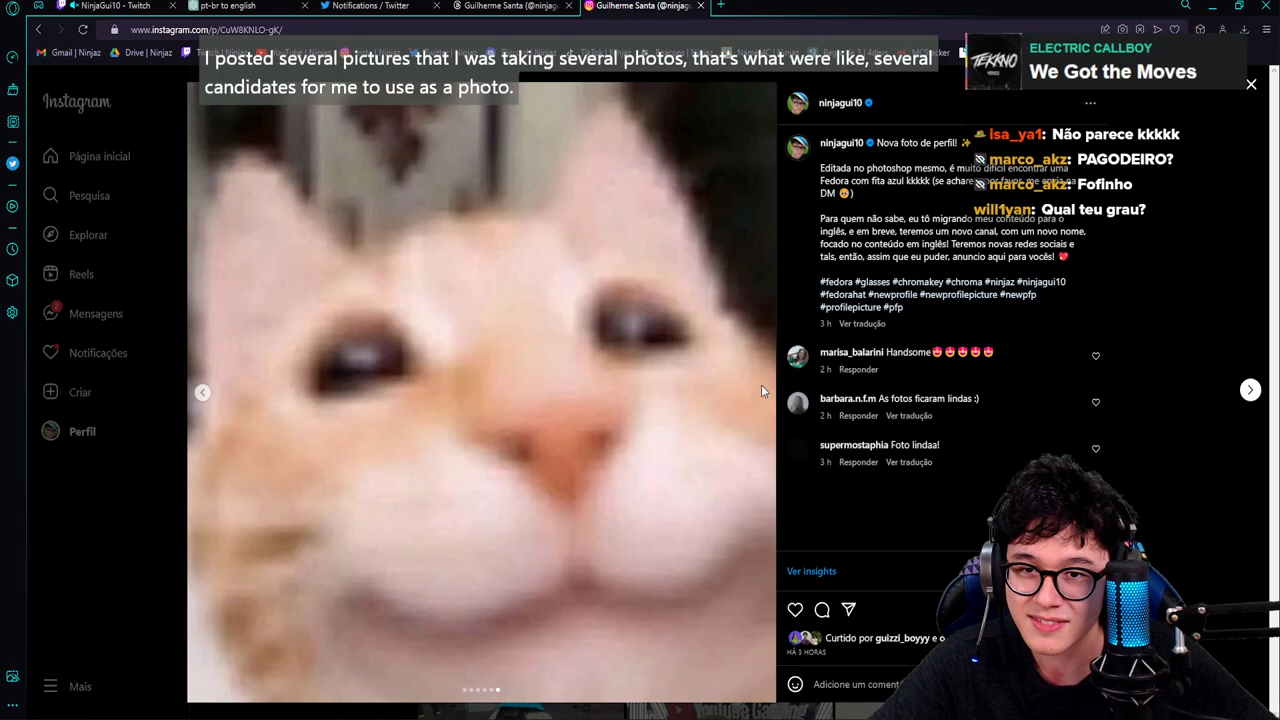 NinjaGui10 - Twitch
pt-br to english
Notifications / Twitter
Guilherme Santa (@ninjag
Guilherme Santa (@ninjag
www.instagram.com/p/CuW8KNLO-gK/
Gmail | Ninjaz
Drive | Ninjaz
I posted several pictures that I was taking several photos, that's what were like, several
candidates for me to use as a photo.
TEKKNO
ELECTRIC CALLBOY
We Got the Moves
Instagram
Página inicial
Pesquisa
Explorar
Reels
2
Mensagens
Notificações
Criar
Perfil
Mais
ninjagui10
ninjagui10 Nova foto de perfil! ✨
Editada no photoshop mesmo, é muito difícil encontrar uma
Fedora com fita azul kkkkk (se achare
DM
Para quem não sabe, eu tô migrando meu conteúdo para o
inglês, e em breve, teremos um novo canal, com um novo nome,
focado no conteúdo em inglês! Teremos novas redes sociais e
tals, então, assim que eu puder, anuncio aqui para vocês! 💖
#fedora #glasses #chromakey #chroma #ninjaz #ninjagui10
#fedorahat #newprofile #newprofilepicture #newpfp
#profilepicture #pfp
3 h Ver tradução
isa_ya1: Não parece kkkkk
marco_akz: PAGODEIRO?
marco_akz: Fofinho
will1yan: Qual teu grau?
marisa_balarini Handsome😍😍😍😍😍
2 h Responder
barbara.n.f.m As fotos ficaram lindas :)
2 h Responder Ver tradução
supermostaphia Foto lindaa!
3 h Responder Ver tradução
Ver insights
Curtido por guizzi_boyyy e o
HÁ 3 HORAS
Adicione um coment